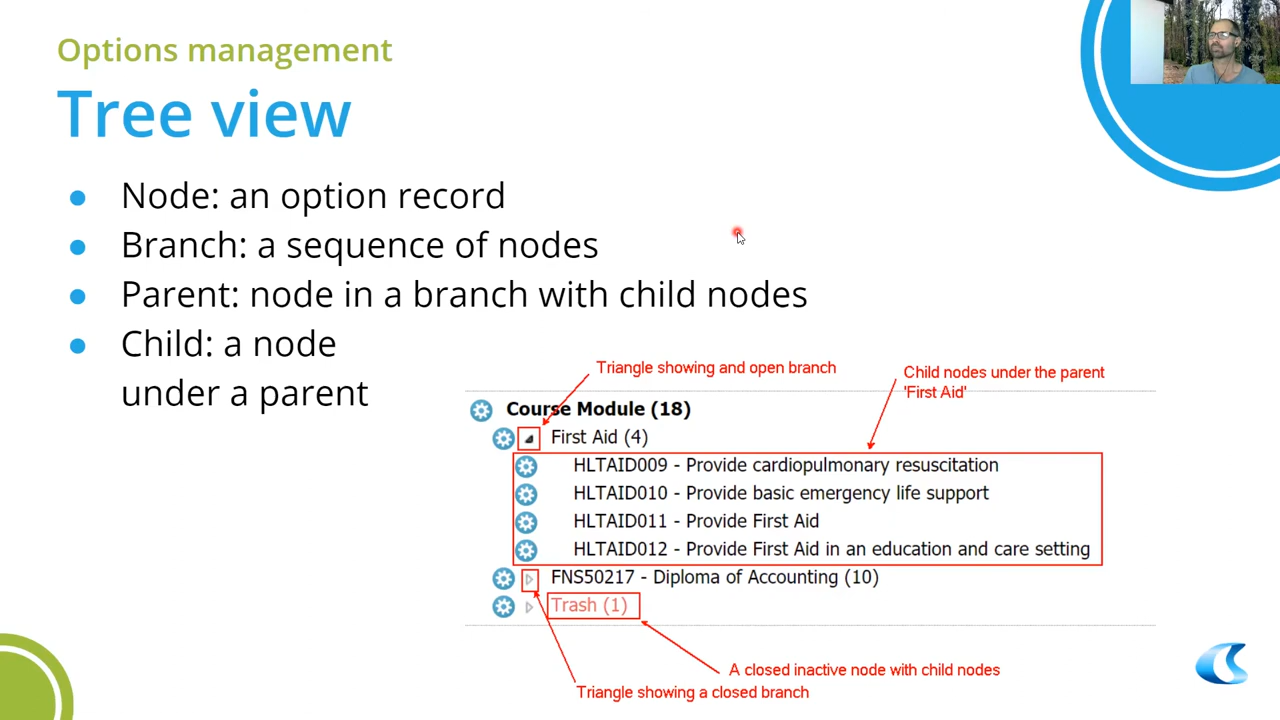 Options management
Tree view
Node: an option record
Branch: a sequence of nodes
Parent: node in a branch with child nodes
Child: a node
under a parent
Triangle showing and open branch
Child nodes under the parent
'First Aid'
Course Module (18)
First Aid (4)
HLTAID009 - Provide cardiopulmonary resuscitation
HLTAID010 - Provide basic emergency life support
HLTAID011 - Provide First Aid
HLTAID012 - Provide First Aid in an education and care setting
FNS50217 - Diploma of Accounting (10)
Trash (1)
A closed inactive node with child nodes
Triangle showing a closed branch